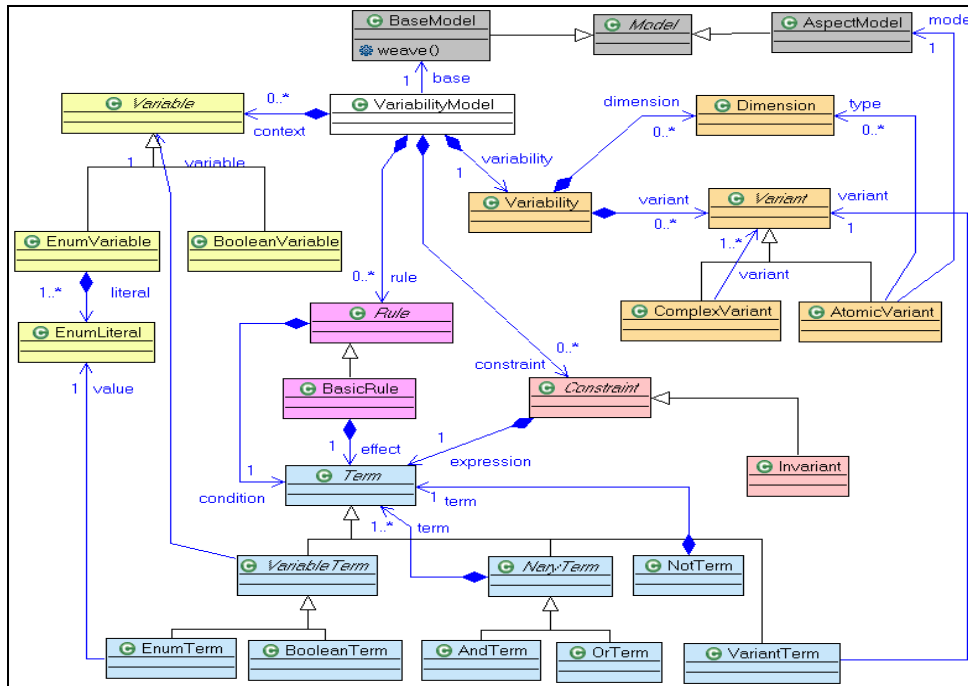 BaseModel
Model
AspectModel
weave()
model
1
1
base
0..*
Variable
VariabilityModel
context
dimension
0..*
Dimension
type
0..*
1
variable
variability
1
Variability
variant
0..*
Variant
variant
1
EnumVariable
BooleanVariable
1..*
1
variant
1..*
literal
0..*
rule
ComplexVariant
AtomicVariant
EnumLiteral
Rule
0..*
constraint
1
value
BasicRule
Constraint
1
effect
1
expression
Invariant
1
condition
Term
1
term
1..*
term
VariableTerm
NaryTerm
NotTerm
EnumTerm
BooleanTerm
AndTerm
OrTerm
VariantTerm